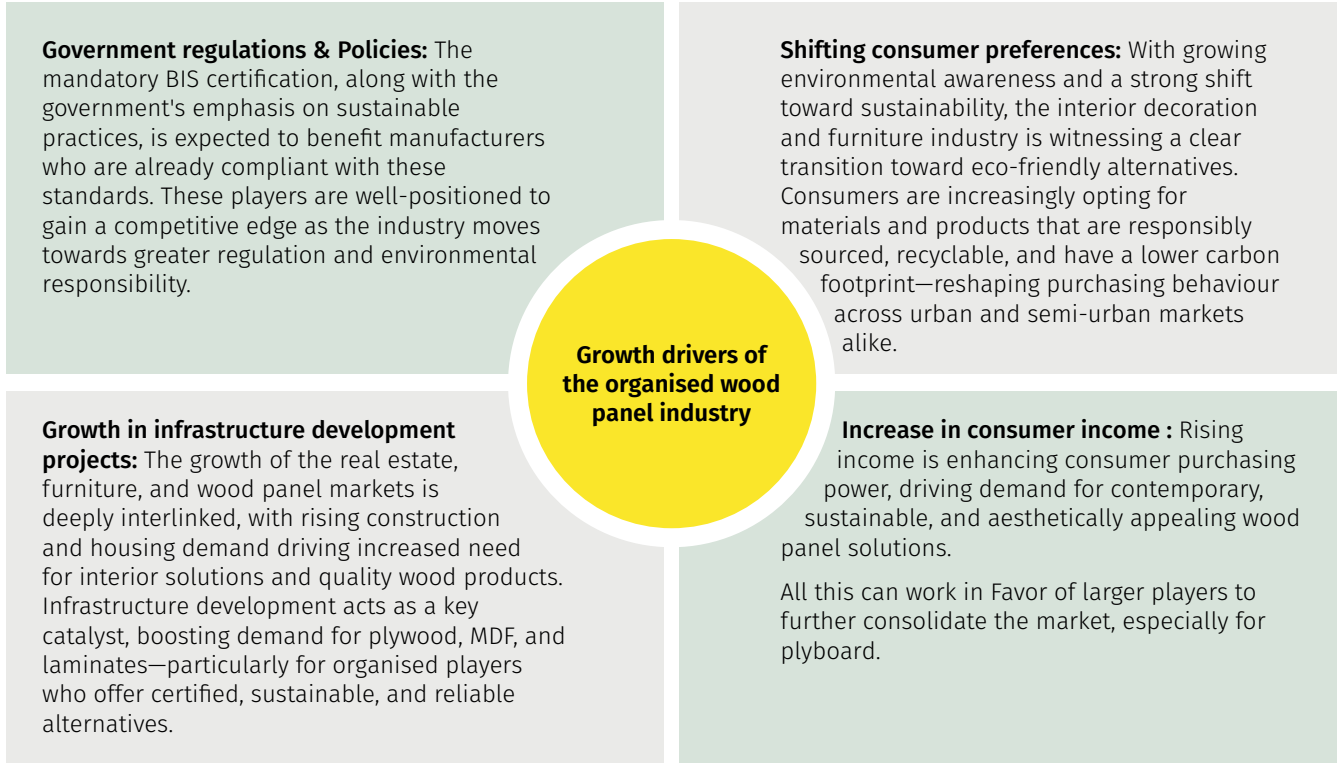 Government regulations & Policies: The
mandatory BIS certification, along with the
government's emphasis on sustainable
practices, is expected to benefit manufacturers
who are already compliant with these
standards. These players are well-positioned to
gain a competitive edge as the industry moves
towards greater regulation and environmental
responsibility.
Shifting consumer preferences: With growing
environmental awareness and a strong shift
toward sustainability, the interior decoration
and furniture industry is witnessing a clear
transition toward eco-friendly alternatives.
Consumers are increasingly opting for
materials and products that are responsibly
sourced, recyclable, and have a lower carbon
footprint—reshaping purchasing behaviour
across urban and semi-urban markets
alike.
Growth drivers of
the organised wood
panel industry
Growth in infrastructure development
projects: The growth of the real estate,
furniture, and wood panel markets is
deeply interlinked, with rising construction
and housing demand driving increased need
for interior solutions and quality wood products.
Infrastructure development acts as a key
catalyst, boosting demand for plywood, MDF, and
laminates—particularly for organised players
who offer certified, sustainable, and reliable
alternatives.
Increase in consumer income : Rising
income is enhancing consumer purchasing
power, driving demand for contemporary,
sustainable, and aesthetically appealing wood
panel solutions.
All this can work in Favor of larger players to
further consolidate the market, especially for
plyboard.